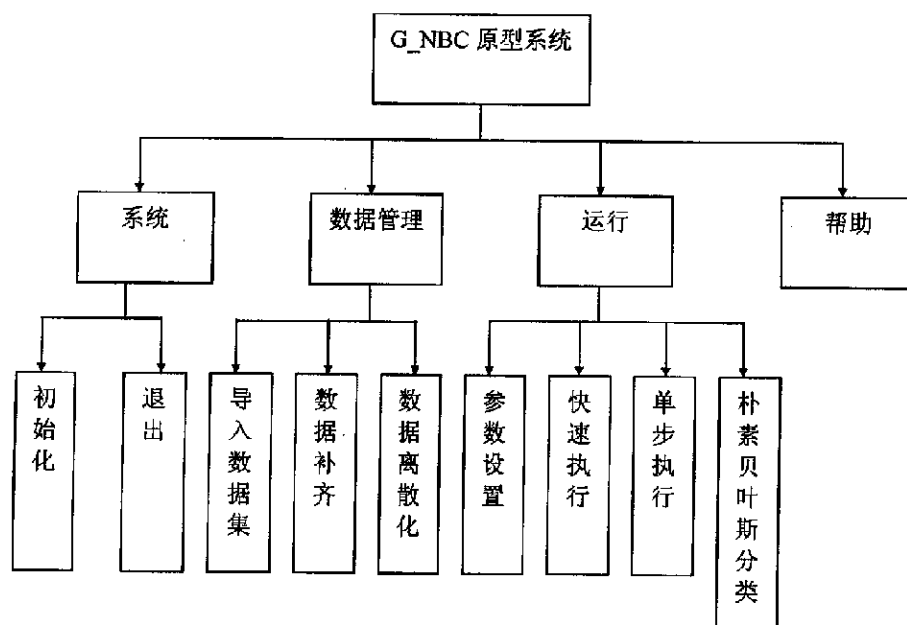 G_NBC 原型系统
系统
数据管理
运行
帮助
初始化
退出
导入数据集
数据补齐
数据离散化
参数设置
快速执行
单步执行
朴素贝叶斯分类